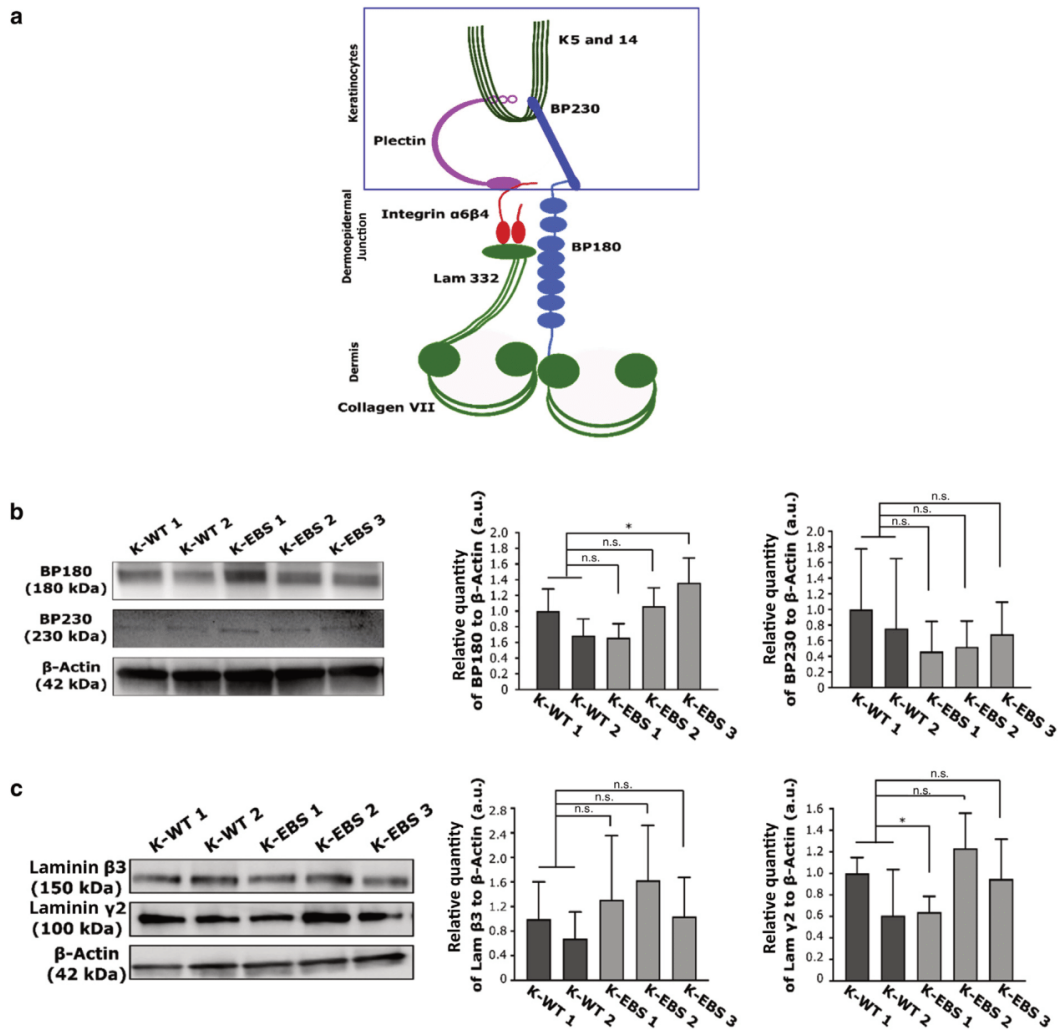 a
Keratinocytes
K5 and 14
BP230
Plectin
Dermoepidermal
Junction
Integrin α6β4
BP180
Lam 332
Dermis
Collagen VII
b
K-WT 1
K-WT 2
K-EBS 1
K-EBS 2
K-EBS 3
BP180
(180 kDa)
BP230
(230 kDa)
β-Actin
(42 kDa)
Relative quantity
of BP180 to β-Actin (a.u.)
2.0
1.8
1.6
1.4
1.2
1.0
0.8
0.6
1.4
1.2
0
*
n.s.
n.s.
K-WT 1
K-WT 2
K-EBS 1
K-EBS 2
K-EBS 3
Relative quantity
of BP230 to β-Actin (a.u.)
2.0
1.8
1.6
1.4
1.2
1.0
0.8
0.6
1.4
1.2
0
n.s.
n.s.
n.s.
K-WT 1
K-WT 2
K-EBS 1
K-EBS 2
K-EBS 3
c
K-WT 1
K-WT 2
K-EBS 1
K-EBS 2
K-EBS 3
Laminin β3
(150 kDa)
Laminin γ2
(100 kDa)
β-Actin
(42 kDa)
Relative quantity
of Lam β3 to β-Actin (a.u.)
2.8
2.4
2.0
1.6
1.2
0.8
0.4
0
n.s.
n.s.
n.s.
K-WT 1
K-WT 2
K-EBS 1
K-EBS 2
K-EBS 3
Relative quantity
of Lam γ2 to β-Actin (a.u.)
1.6
1.4
1.2
1.0
0.8
0.6
0.4
0.2
0
n.s.
n.s.
*
K-WT 1
K-WT 2
K-EBS 1
K-EBS 2
K-EBS 3